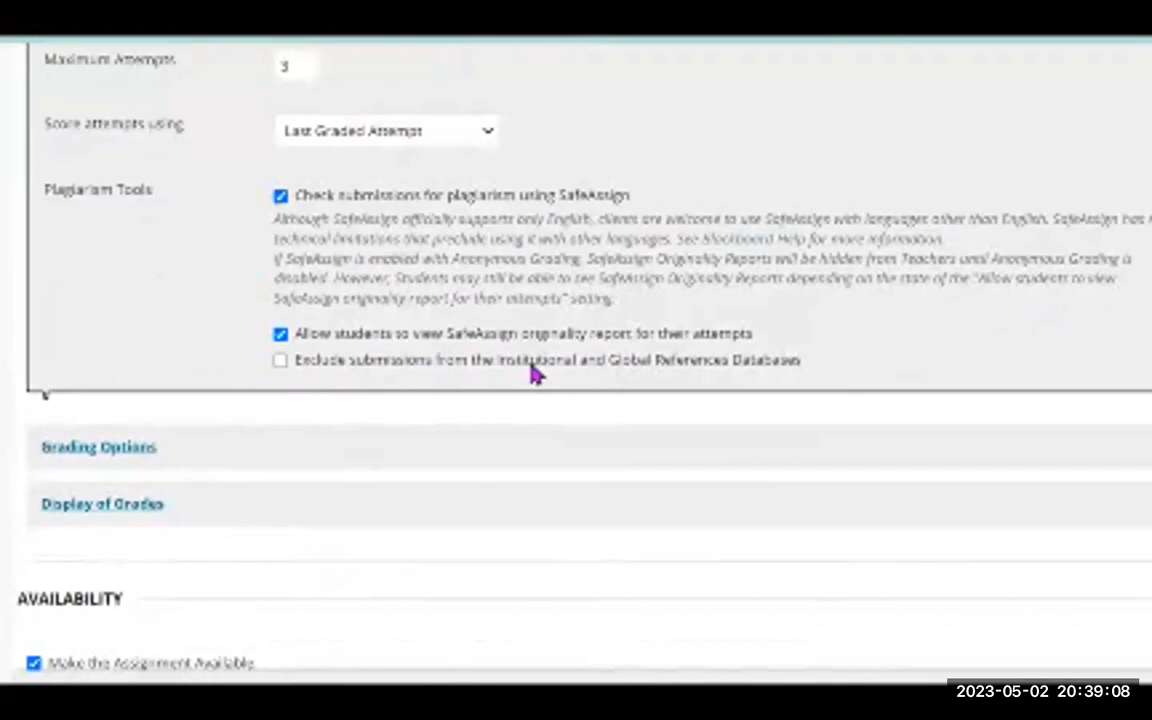 Maximum Attempts
3
Score attempts using
Last Graded Attempt
Plagiarism Tools
Check submissions for plagiarism using SafeAssign
Although SafeAssign officially supports only English, clients are welcome to use SafeAssign with languages other than English. SafeAssign has
technical limitations that preclude using it with other languages. See Blackboard Help for more information.
If SafeAssign is enabled with Anonymous Grading, SafeAssign Originality Reports will be hidden from Teachers until Anonymous Grading is
disabled. However, Students may still be able to see SafeAssign Originality Reports depending on the state of the "Allow students to view
SafeAssign originality report for their attempts" setting.
Allow students to view SafeAssign originality report for their attempts
Exclude submissions from the Institutional and Global References Databases
Grading Options
Display of Grades
AVAILABILITY
Make the Assignment Available
2023-05-02 20:39:08